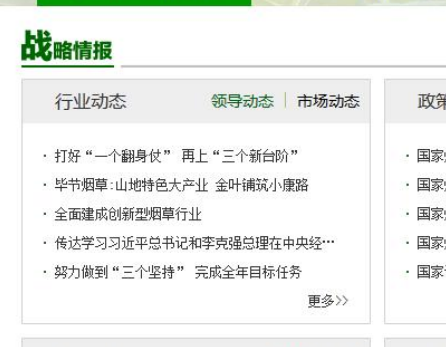 战略情报
行业动态 领导动态 | 市场动态 政策
· 打好“一个翻身仗” 再上“三个新台阶” · 国家
· 毕节烟草:山地特色大产业 金叶铺筑小康路 · 国家
· 全面建成创新型烟草行业 · 国家
· 传达学习习近平总书记和李克强总理在中央经… · 国家
· 努力做到“三个坚持” 完成全年目标任务 · 国家
更多>>